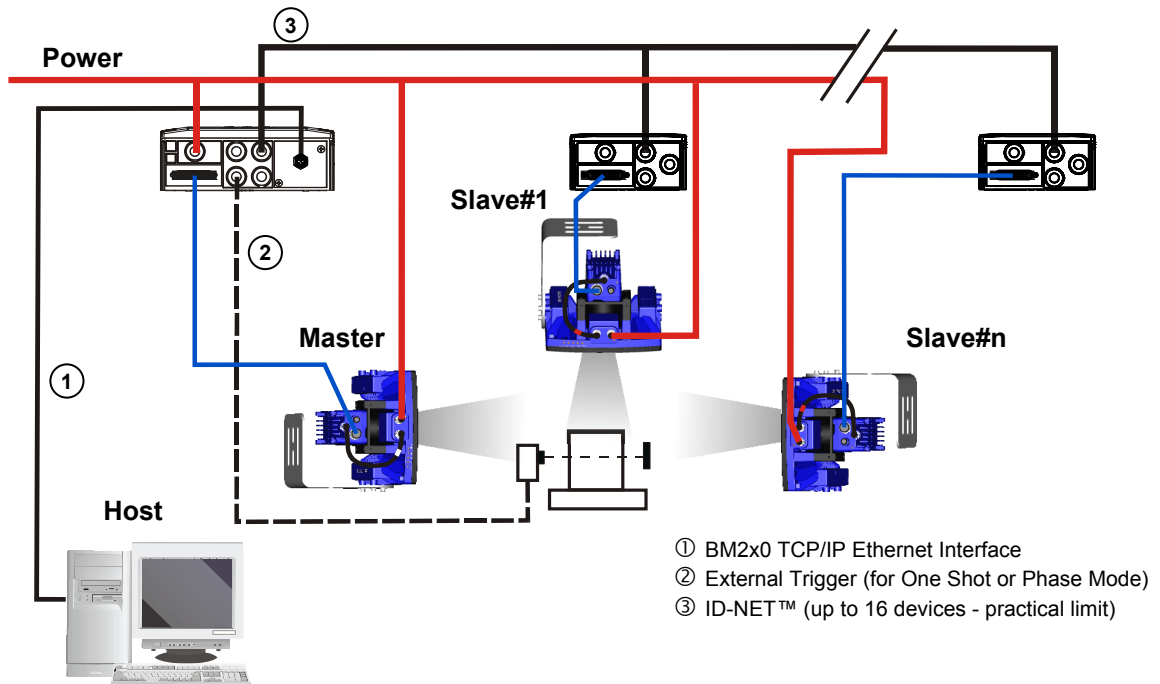 ③
Power
Slave#1
②
Master
Slave#n
①
Host
① BM2x0 TCP/IP Ethernet Interface
② External Trigger (for One Shot or Phase Mode)
③ ID-NET™ (up to 16 devices - practical limit)